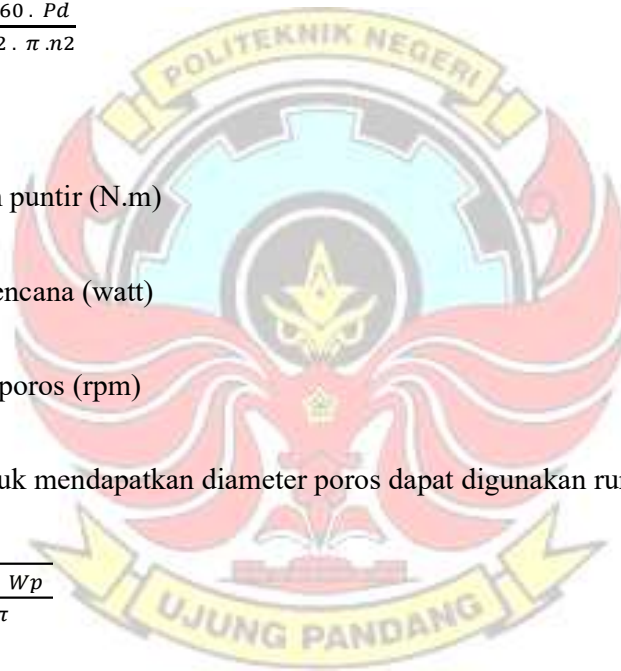 60 . Pd
2 . π .n2
POLITEKNIK NEGERI
puntir (N.m)
encana (watt)
poros (rpm)
uk mendapatkan diameter poros dapat digunakan ru
Wp
π
UJUNG PANDANG